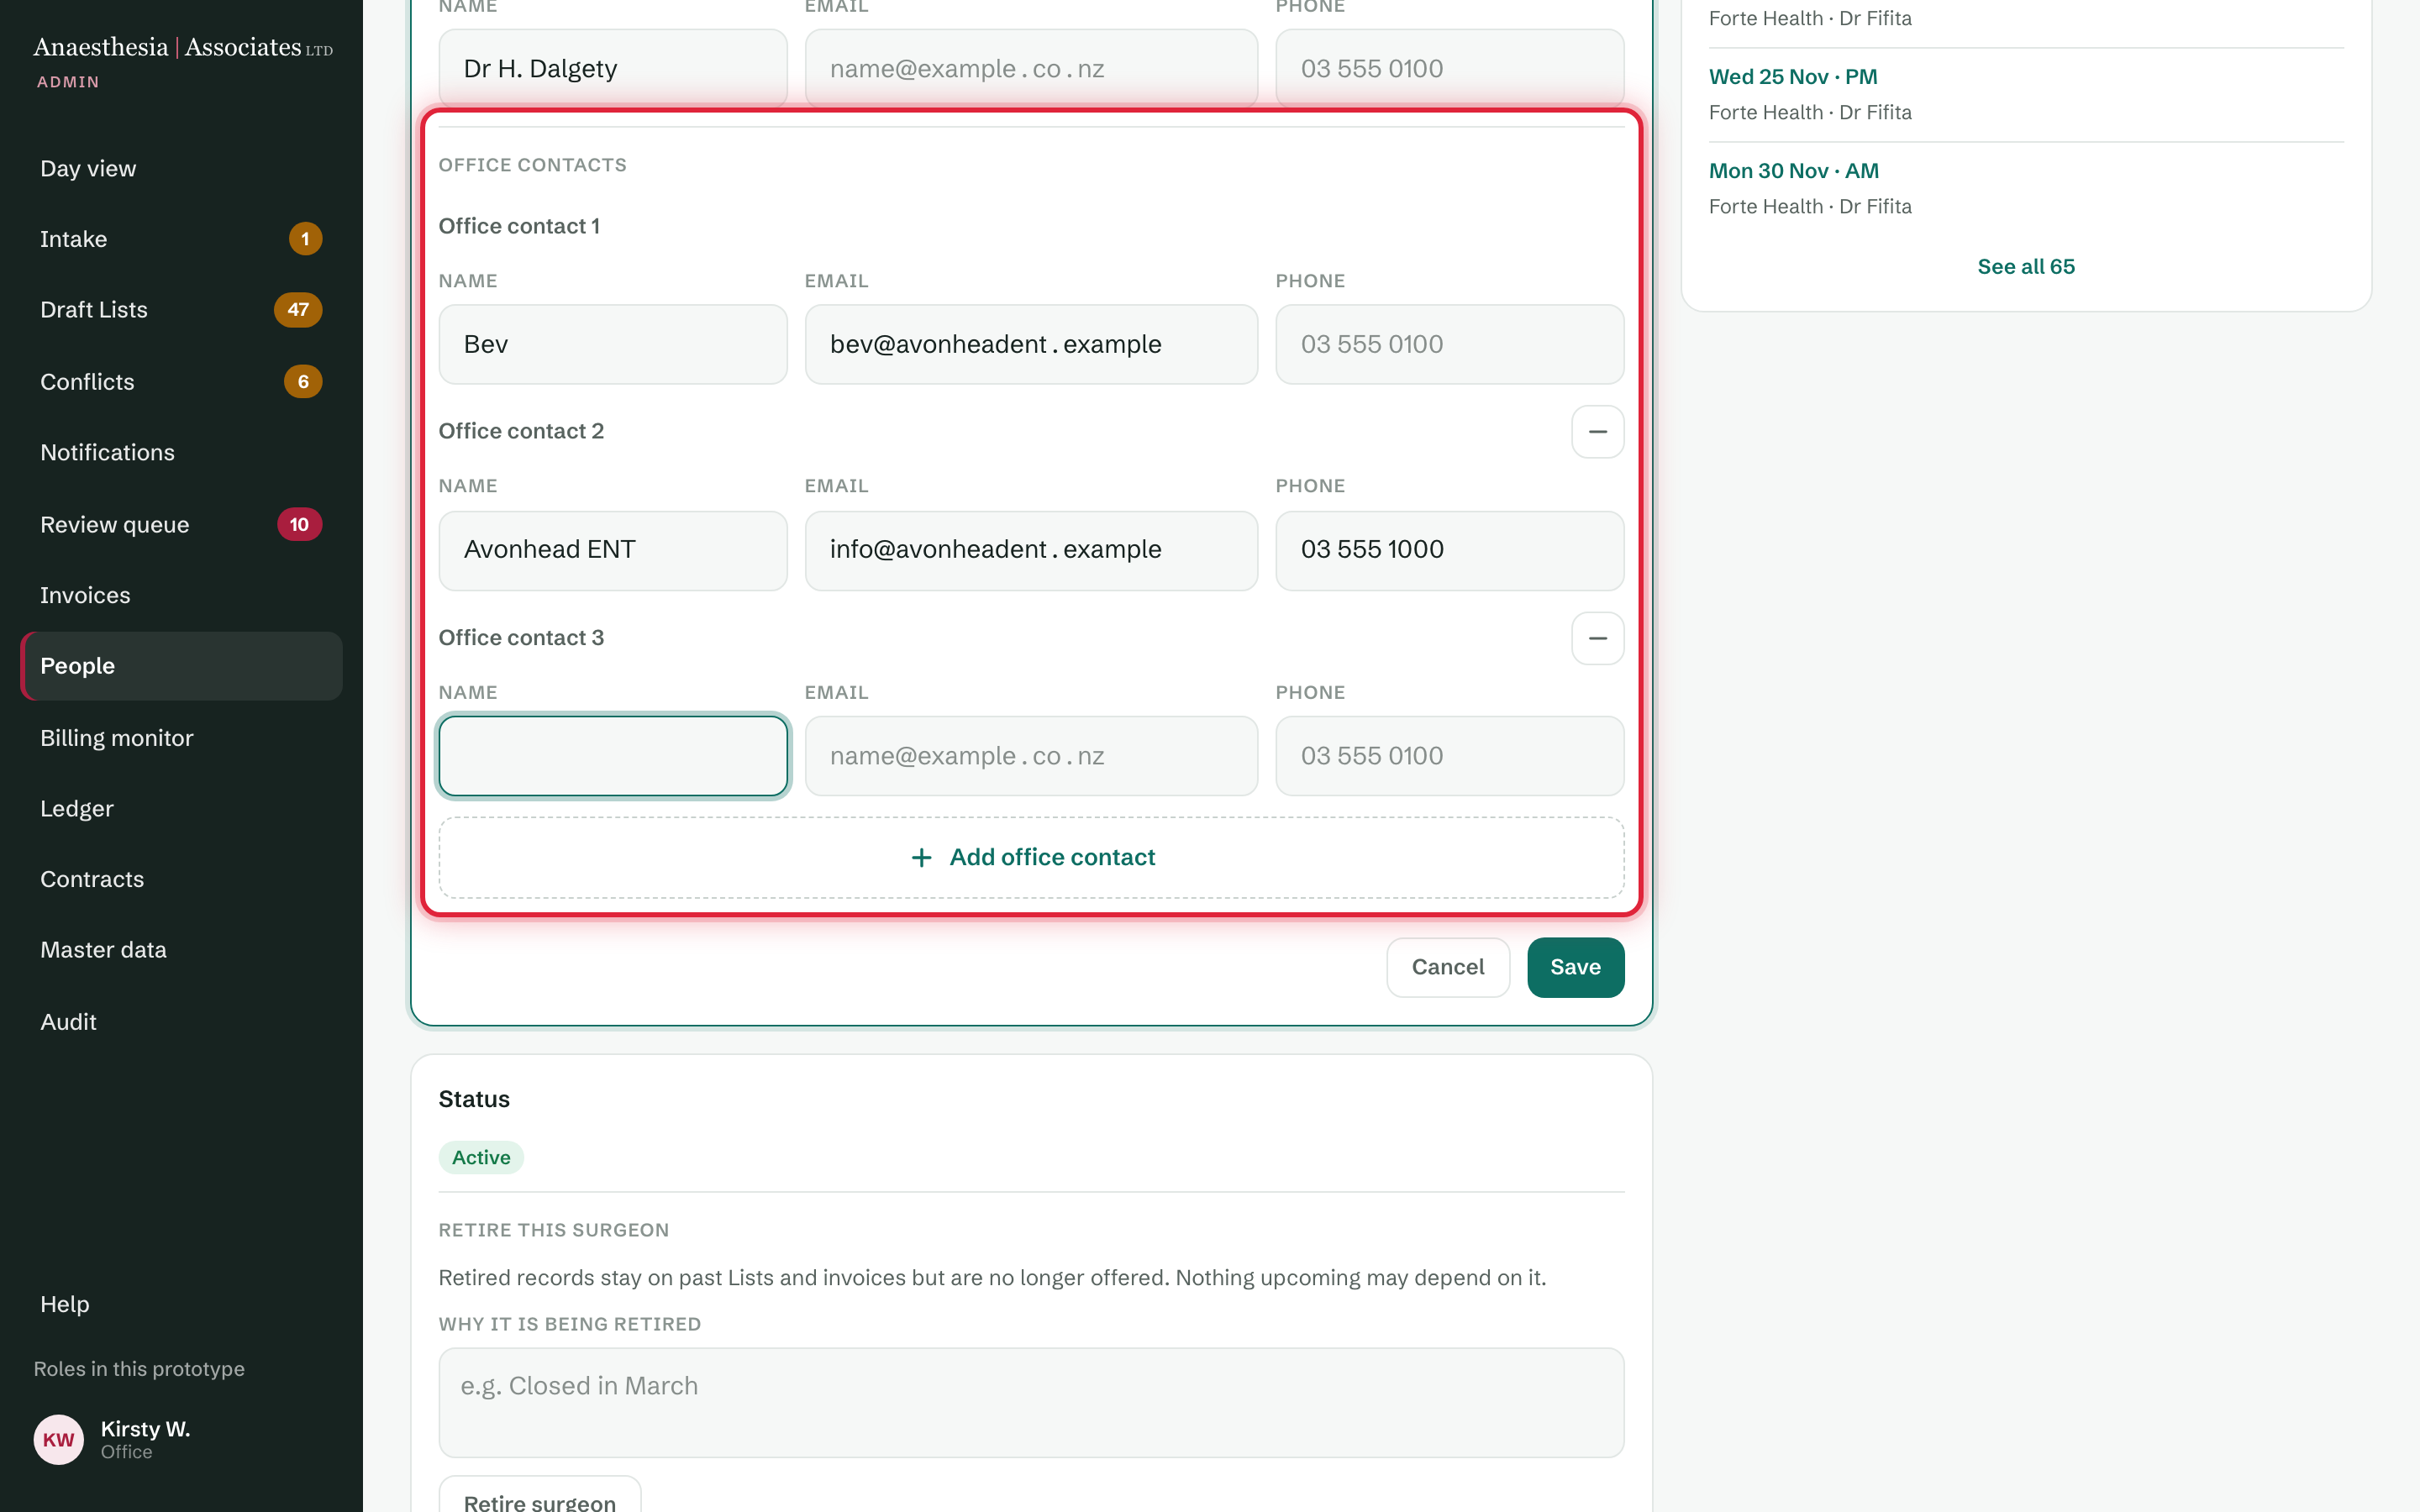 Anaesthesia | Associates LTD
ADMIN
Day view
Intake 1
Draft Lists 47
Conflicts 6
Notifications
Review queue 10
Invoices
People
Billing monitor
Ledger
Contracts
Master data
Audit
Help
Roles in this prototype
KW
Kirsty W.
Office
NAME EMAIL PHONE
Dr H. Dalgety name@example.co.nz 03 555 0100
OFFICE CONTACTS
Office contact 1
NAME EMAIL PHONE
Bev bev@avonheadent.example 03 555 0100
Office contact 2
NAME EMAIL PHONE
Avonhead ENT info@avonheadent.example 03 555 1000
Office contact 3
NAME EMAIL PHONE
name@example.co.nz 03 555 0100
+ Add office contact
Cancel Save
Status
Active
RETIRE THIS SURGEON
Retired records stay on past Lists and invoices but are no longer offered. Nothing upcoming may depend on it.
WHY IT IS BEING RETIRED
e.g. Closed in March
Retire surgeon
Forte Health · Dr Fifita
Wed 25 Nov · PM
Forte Health · Dr Fifita
Mon 30 Nov · AM
Forte Health · Dr Fifita
See all 65